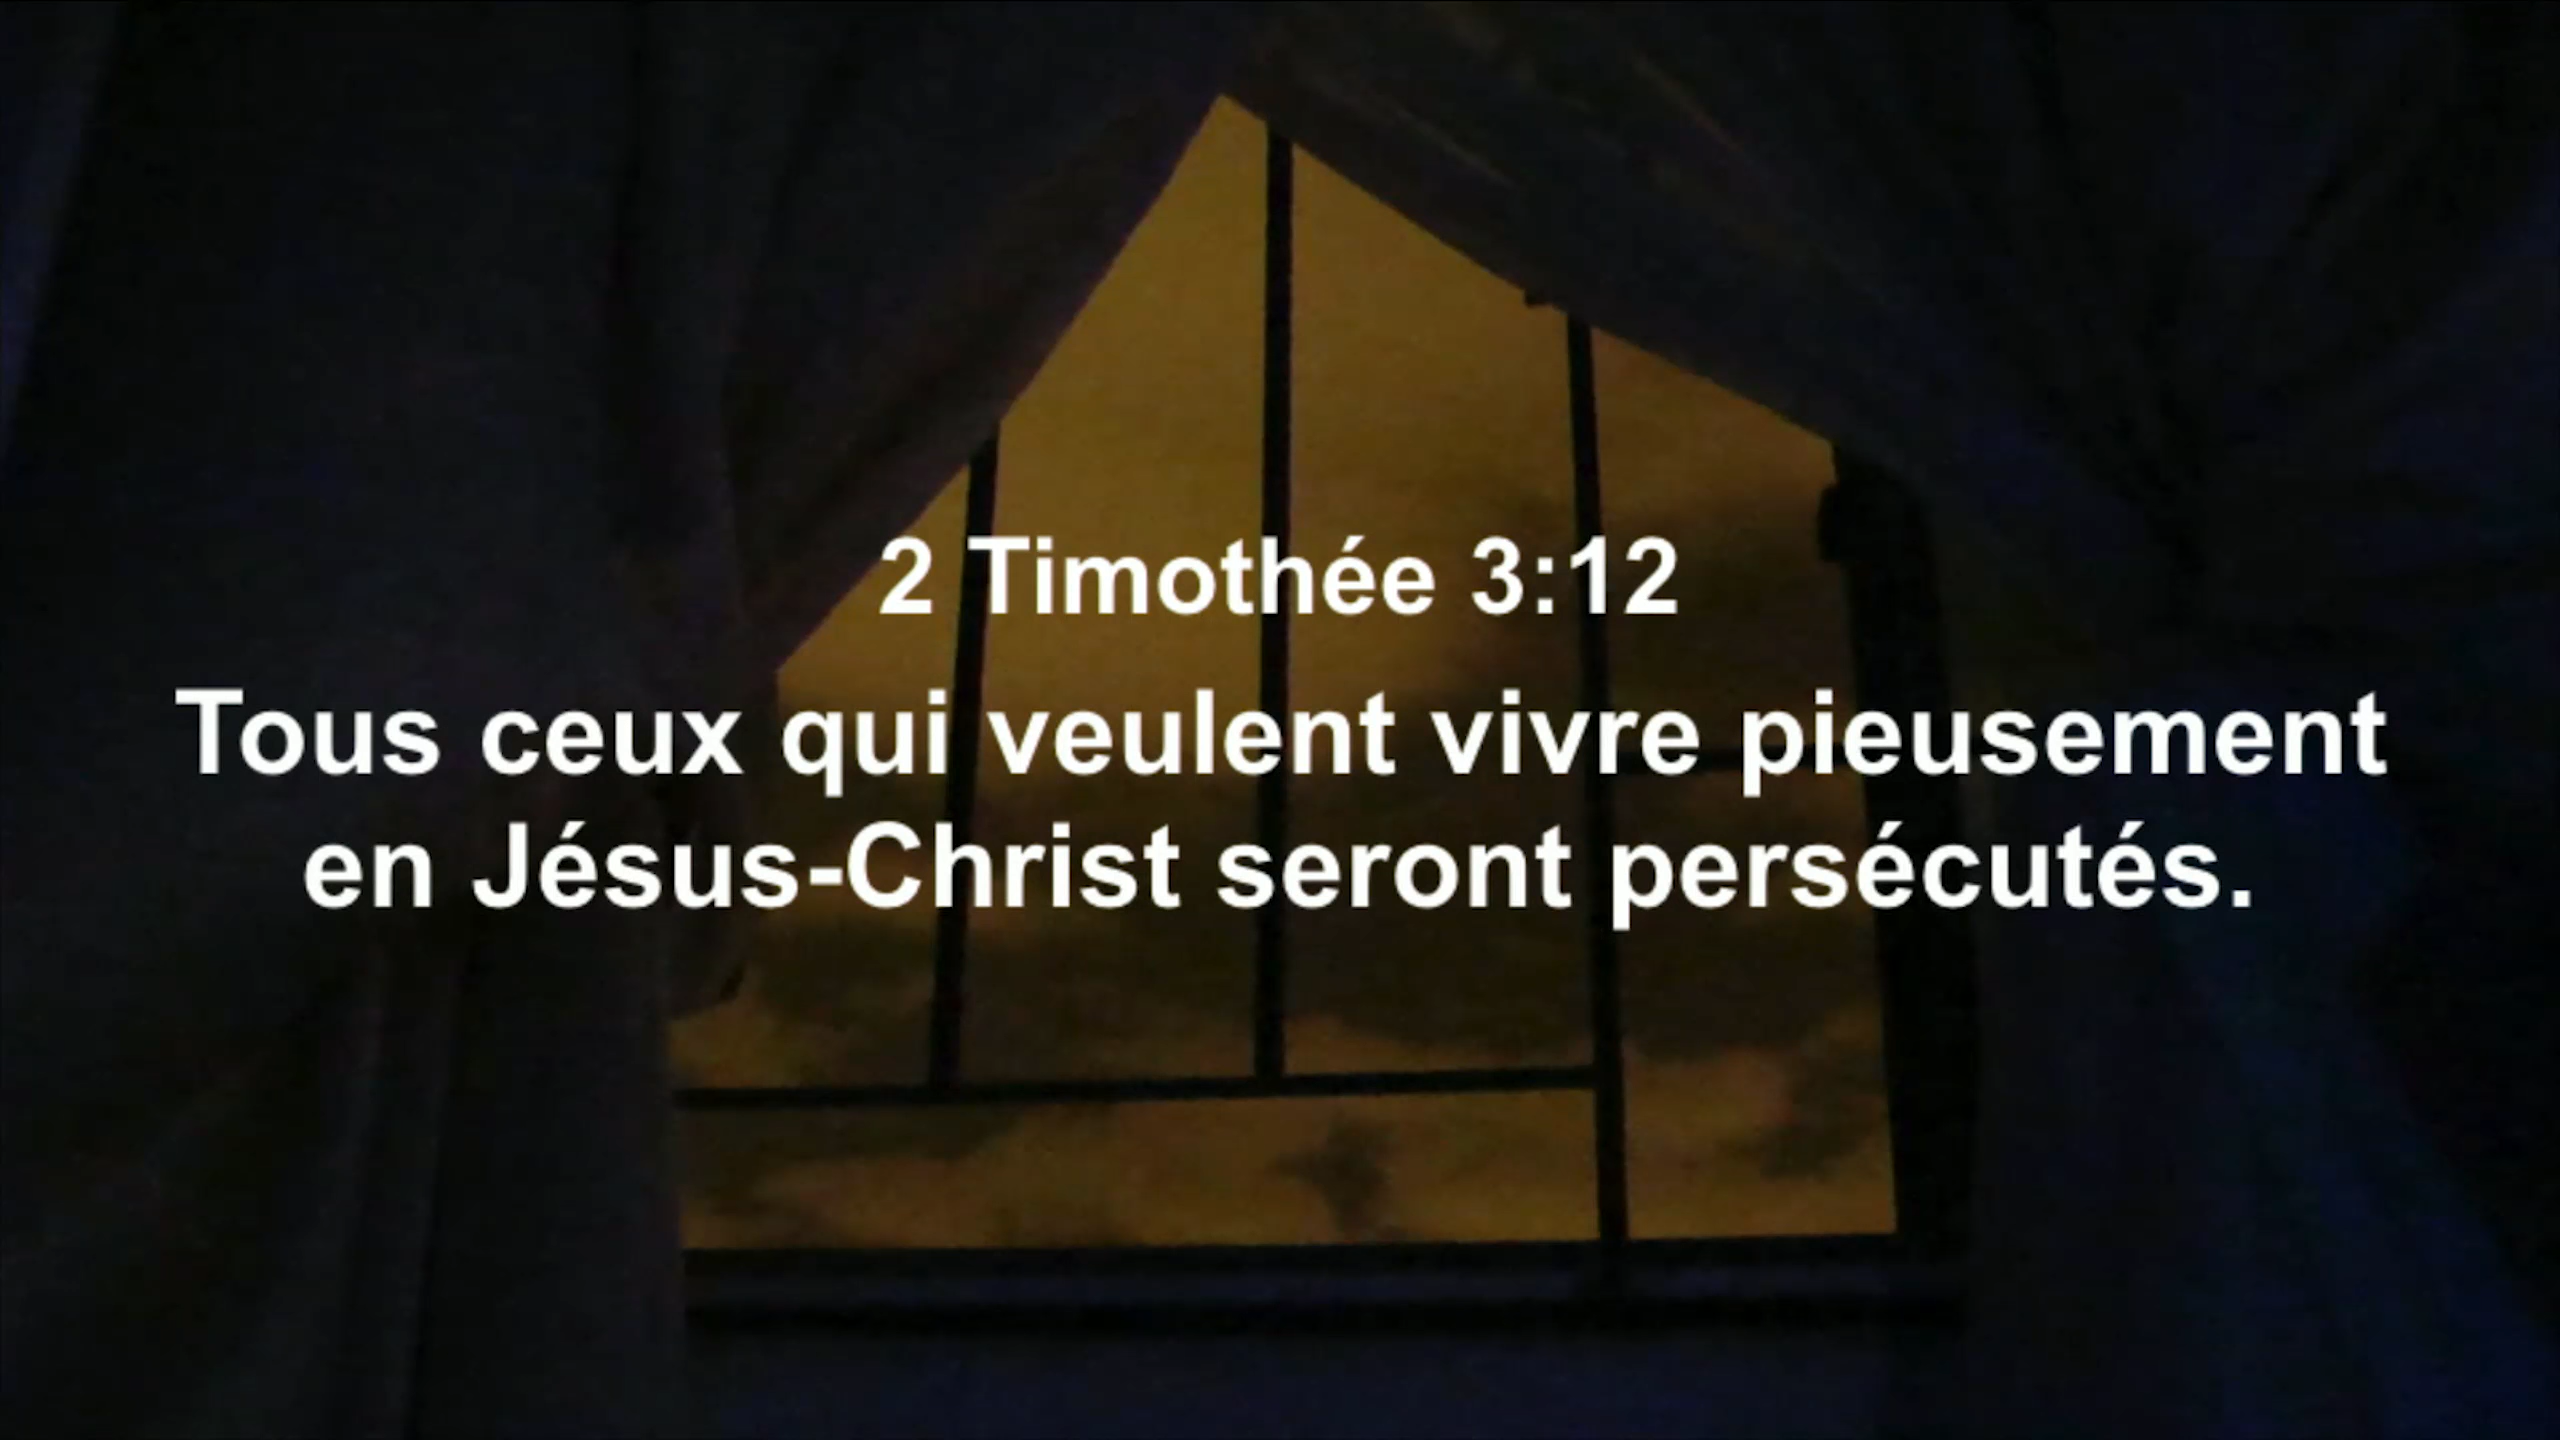 2 Timothée 3:12
Tous ceux qui veulent vivre pieusement
en Jésus-Christ seront persécutés.